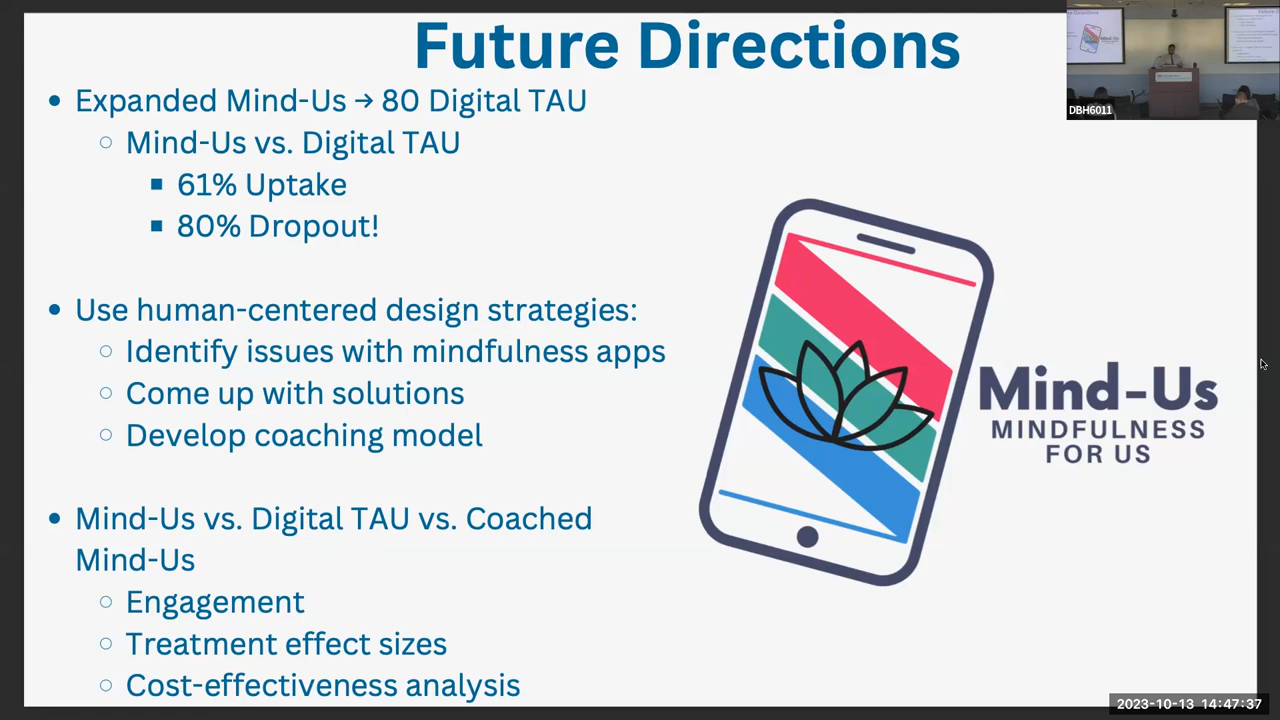 Future Directions
Expanded Mind-Us → 80 Digital TAU
Mind-Us vs. Digital TAU
61% Uptake
80% Dropout!
Use human-centered design strategies:
Identify issues with mindfulness apps
Come up with solutions
Develop coaching model
Mind-Us vs. Digital TAU vs. Coached
Mind-Us
Engagement
Treatment effect sizes
Cost-effectiveness analysis
Mind-Us
MINDFULNESS
FOR US
DBH6011
2023-10-13 14:47:37